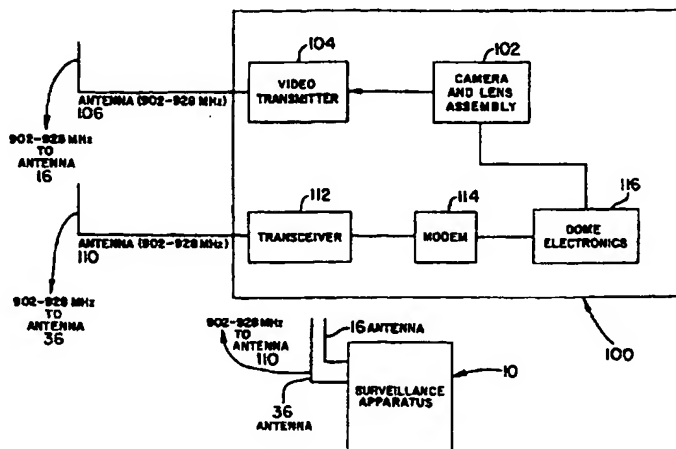 104
VIDEO
TRANSMITTER
102
CAMERA
AND LENS
ASSEMBLY
ANTENNA (902-928 MHz)
106
902-928 MHz
TO
ANTENNA
16
112
TRANSCEIVER
114
MODEM
116
DOME
ELECTRONICS
ANTENNA (902-928 MHz)
110
902-928 MHz
TO
ANTENNA
36
100
902-928 MHz
TO
ANTENNA
110
16 ANTENNA
36
ANTENNA
SURVEILLANCE
APPARATUS
10